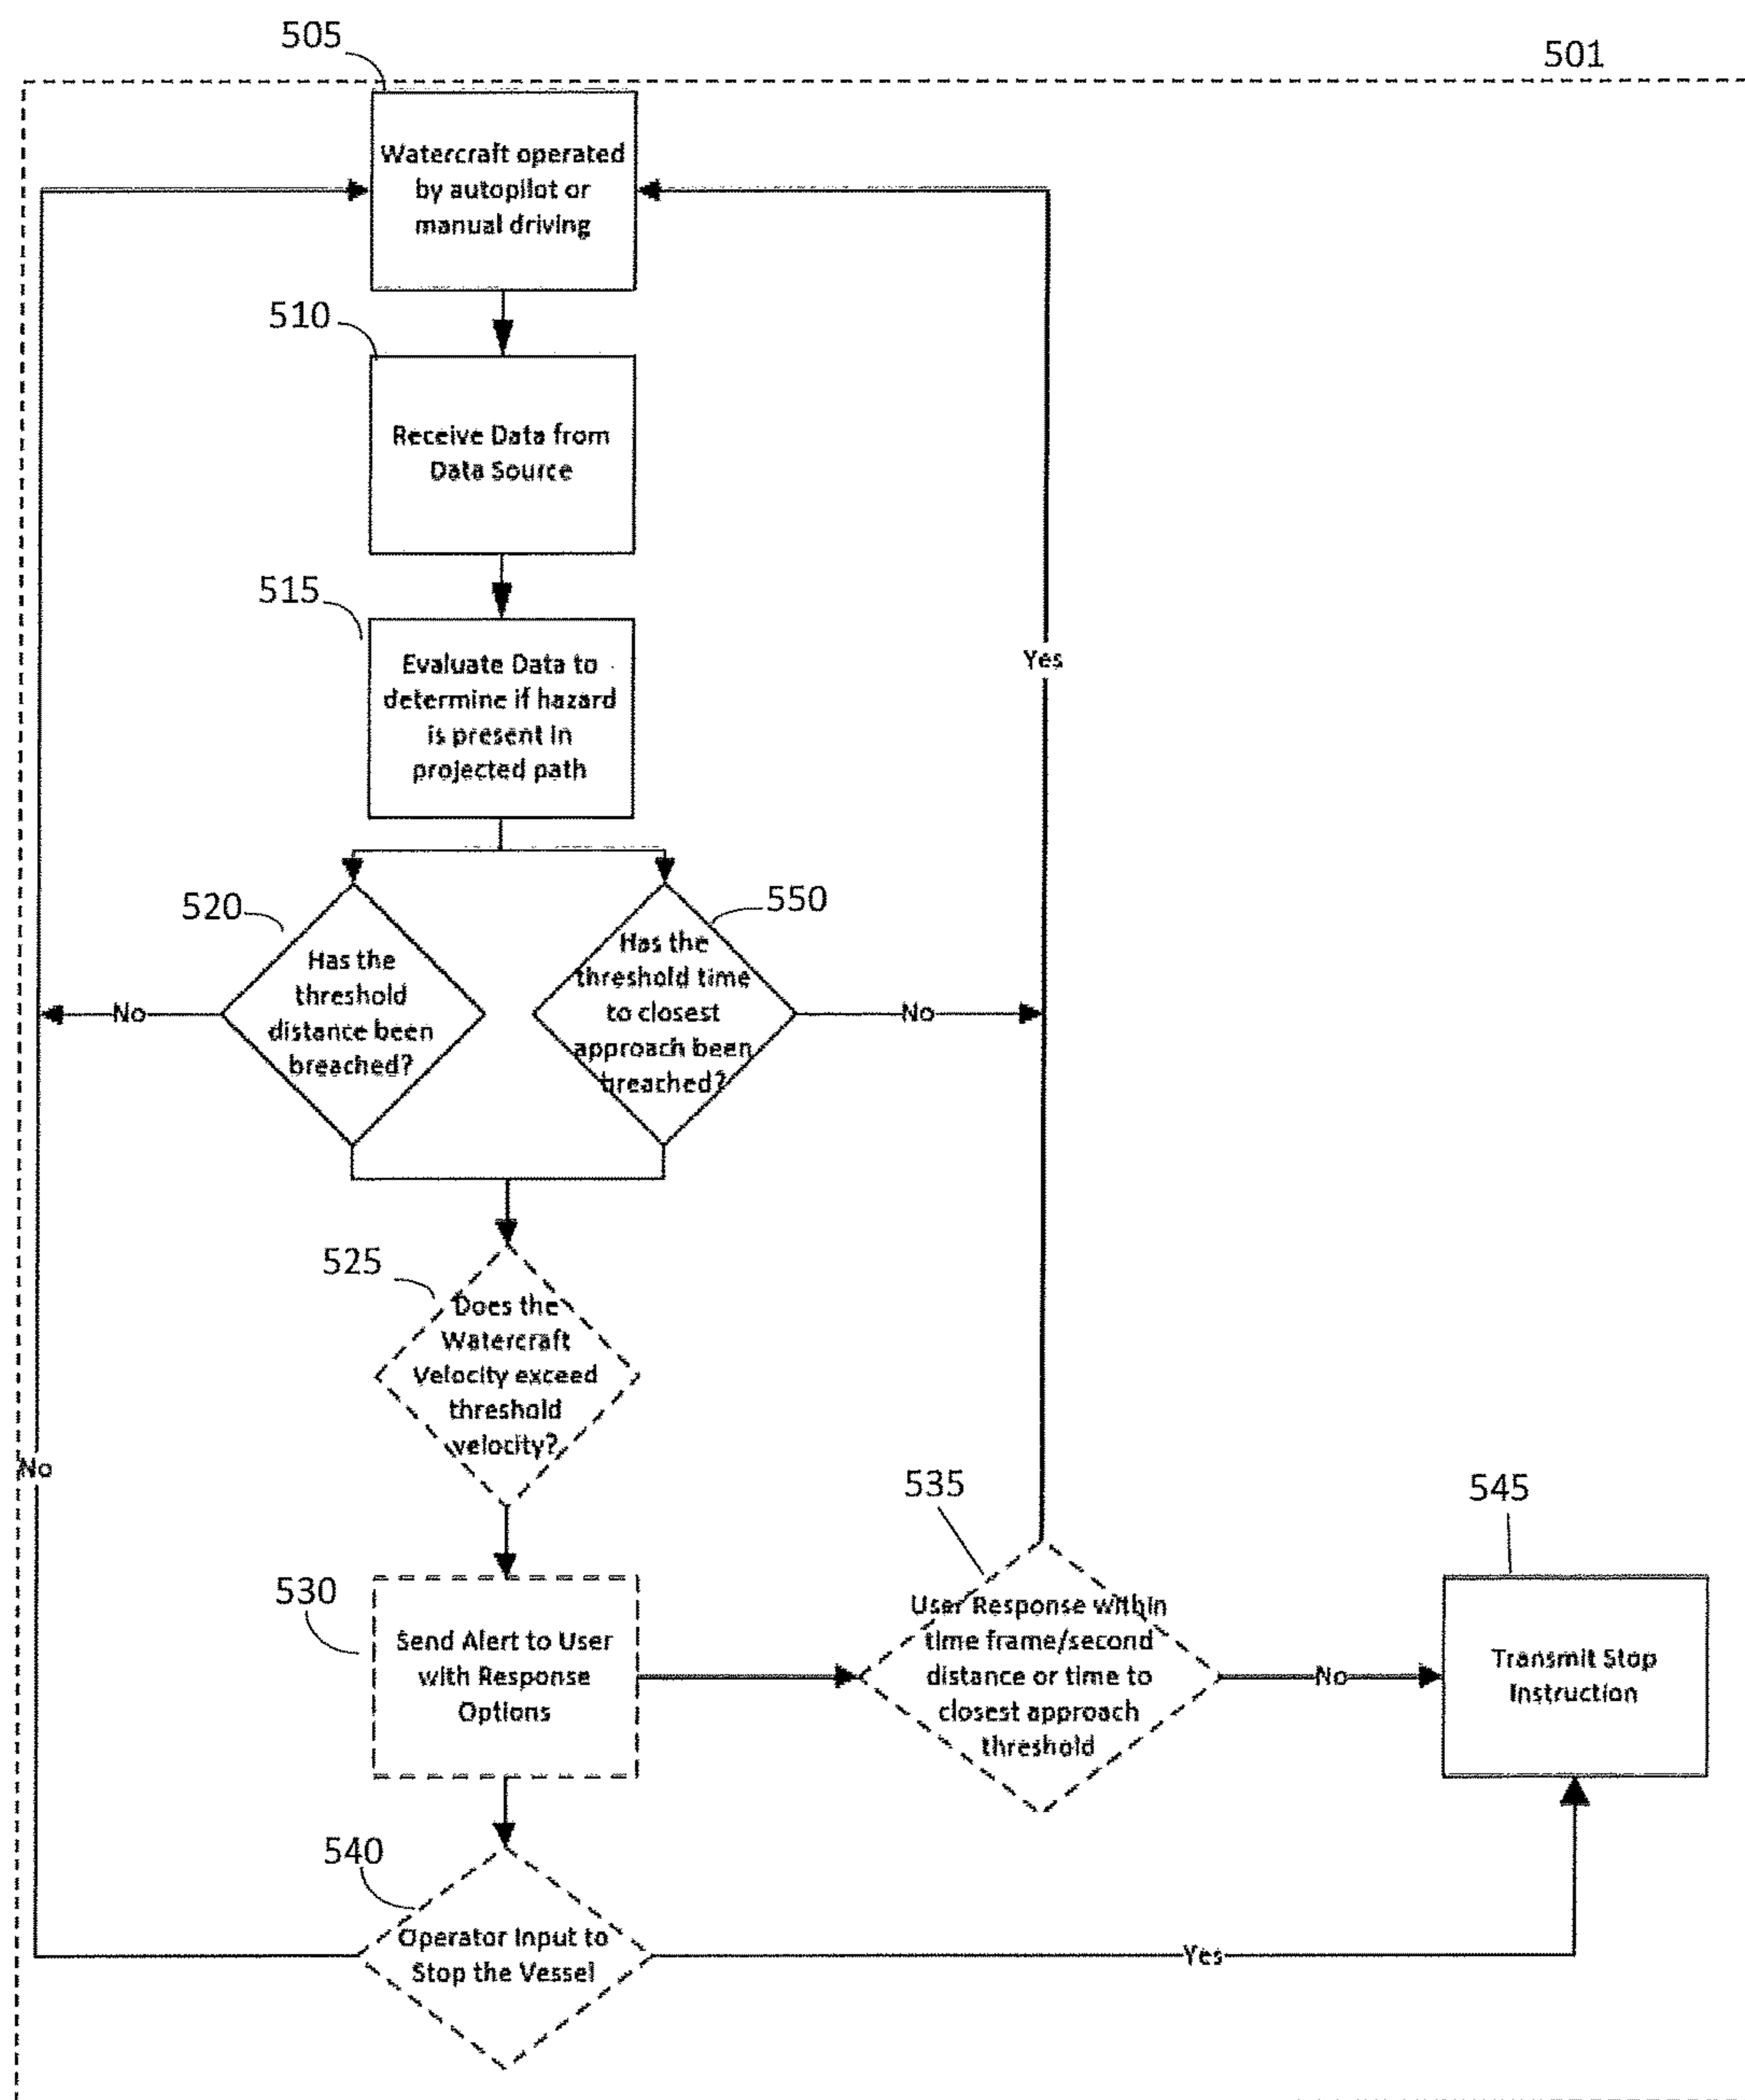 505
501
Watercraft operated
by autopilot or
manual driving
510
Receive Data from
Data Source
515
Evaluate Data to
determine if hazard
is present in
projected path
Yes
520
Has the
threshold
distance been
breached?
No
550
Has the
threshold time
to closest
approach been
breached?
No
525
Does the
Watercraft
Velocity exceed
threshold
velocity?
No
530
Send Alert to User
with Response
Options
535
User Response within
time frame/second
distance or time to
closest approach
threshold
No
545
Transmit Stop
Instruction
540
Operator Input to
Stop the Vessel
Yes